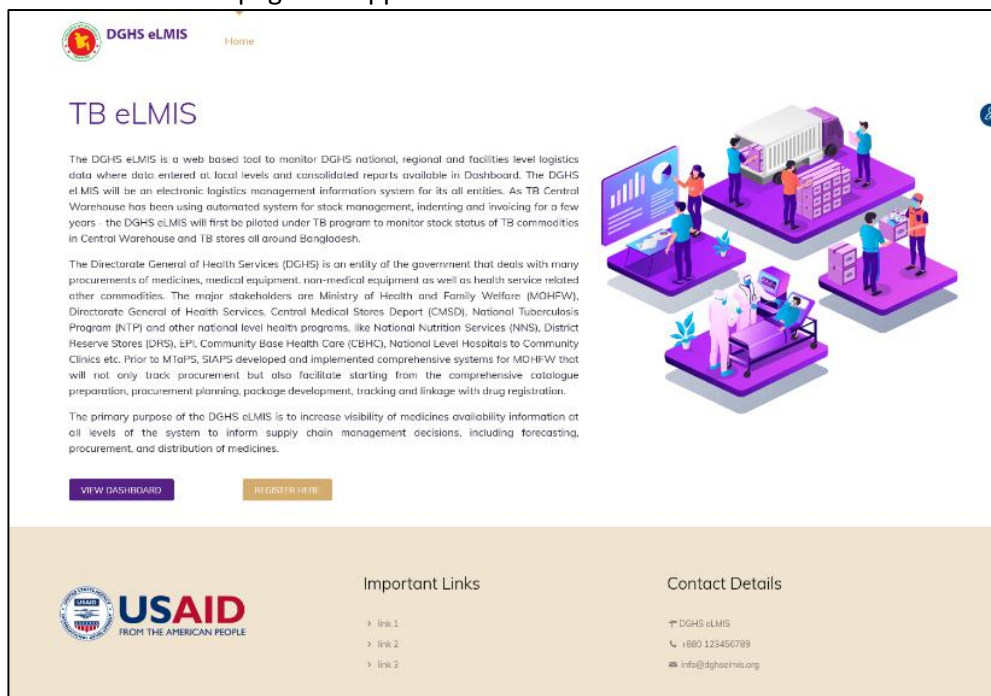 DGHS eLMIS
Home
TB eLMIS
The DGHS eLMIS is a web based tool to monitor DGHS national, regional and facilities level logistics
data where data entered at local levels and consolidated reports available in Dashboard. The DGHS
eLMIS will be an electronic logistics management information system for its all entities. As TB Central
Warehouse has been using automated system for stock management, indenting and invoicing for a few
years - the DGHS eLMIS will first be piloted under TB program to monitor stock status of TB commodities
in Central Warehouse and TB stores all around Bangladesh.
The Directorate General of Health Services (DGHS) is an entity of the government that deals with many
procurements of medicines, medical equipment, non-medical equipment as well as health service related
other commodities. The major stakeholders are Ministry of Health and Family Welfare (MOHFW),
Directorate General of Health Services, Central Medical Stores Deport (CMSD), National Tuberculosis
Program (NTP) and other national level health programs, like National Nutrition Services (NNS), District
Reserve Stores (DRS), EPI, Community Base Health Care (CBHC), National Level Hospitals to Community
Clinics etc. Prior to MTaPS, SIAPS developed and implemented comprehensive systems for MOHFW that
will not only track procurement but also facilitate starting from the comprehensive catalogue
preparation, procurement planning, package development, tracking and linkage with drug registration.
The primary purpose of the DGHS eLMIS is to increase visibility of medicines availability information at
all levels of the system to inform supply chain management decisions, including forecasting,
procurement, and distribution of medicines.
VIEW DASHBOARD
REGISTER HERE
USAID
USAID
FROM THE AMERICAN PEOPLE
Important Links
> link 1
> link 2
> link 3
Contact Details
DGHS eLMIS
+880 123456789
info@dghselmis.org